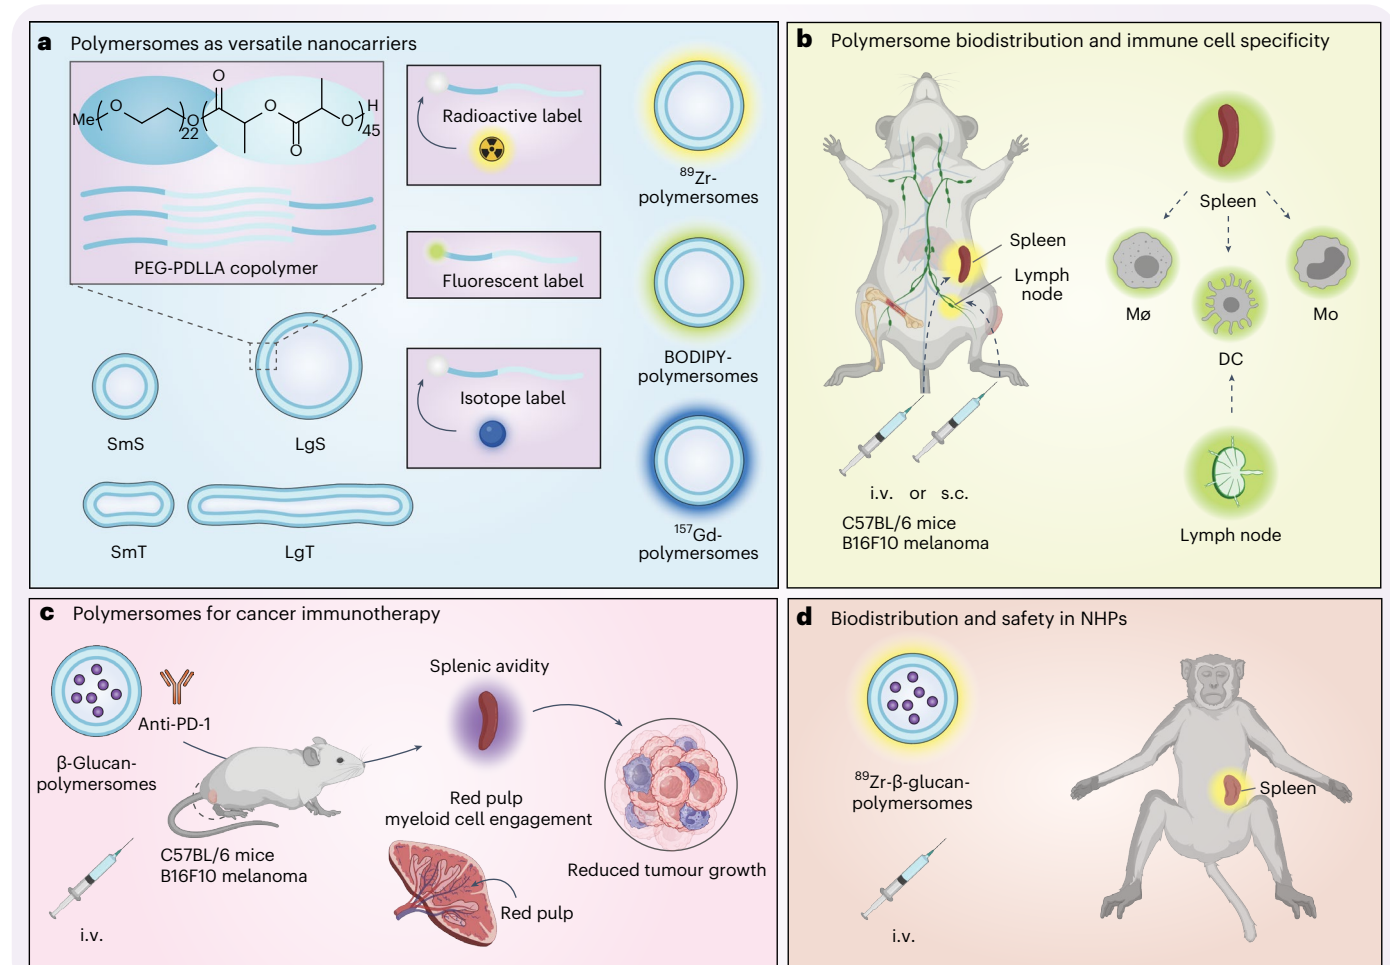 a Polymersomes as versatile nanocarriers
O
Me
O
22
O
O
O
O
H
45
PEG-PDLLA copolymer
SmS
LgS
SmT
LgT
Radioactive label
Fluorescent label
Isotope label
⁸⁹Zr-
polymersomes
BODIPY-
polymersomes
¹⁵⁷Gd-
polymersomes
b Polymersome biodistribution and immune cell specificity
Spleen
Lymph
node
i.v. or s.c.
C57BL/6 mice
B16F10 melanoma
Spleen
Mø
DC
Mo
Lymph node
c Polymersomes for cancer immunotherapy
Anti-PD-1
β-Glucan-
polymersomes
C57BL/6 mice
B16F10 melanoma
i.v.
Splenic avidity
Red pulp
myeloid cell engagement
Red pulp
Reduced tumour growth
d Biodistribution and safety in NHPs
⁸⁹Zr-β-glucan-
polymersomes
i.v.
Spleen